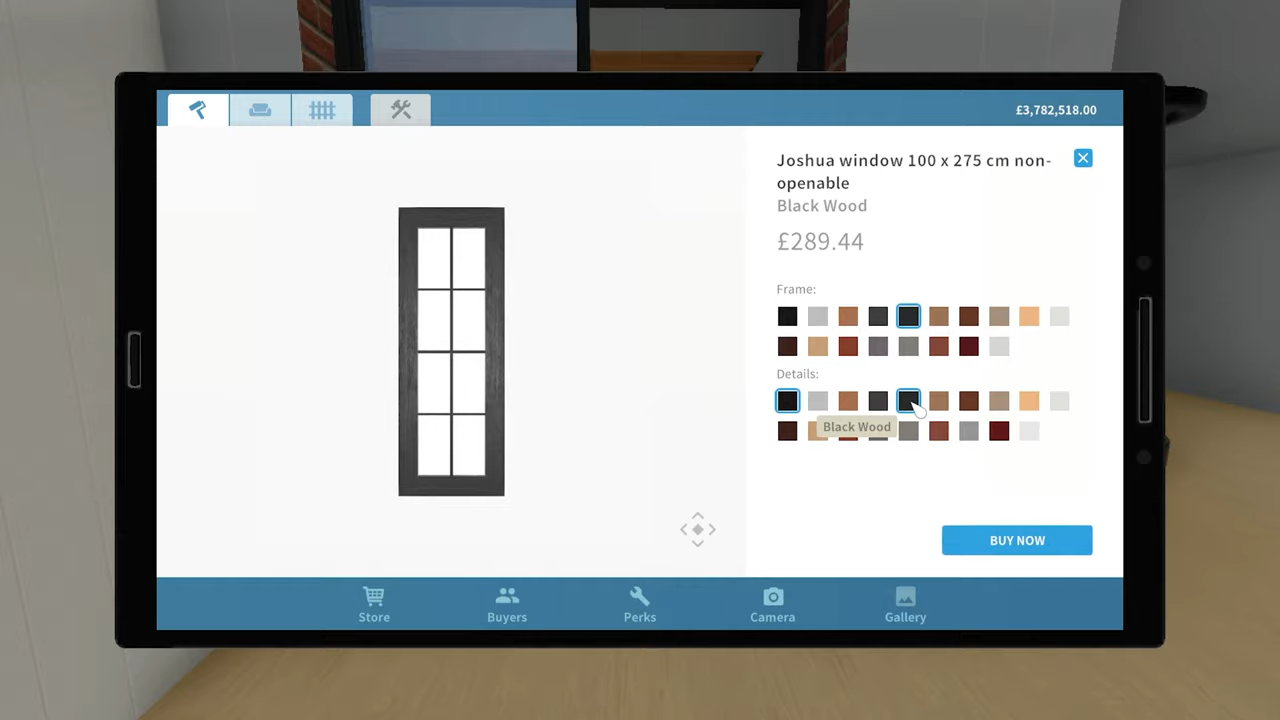 £3,782,518.00
Joshua window 100 x 275 cm non-
openable
Black Wood
£289.44
Frame:
Details:
Black Wood
BUY NOW
Store
Buyers
Perks
Camera
Gallery